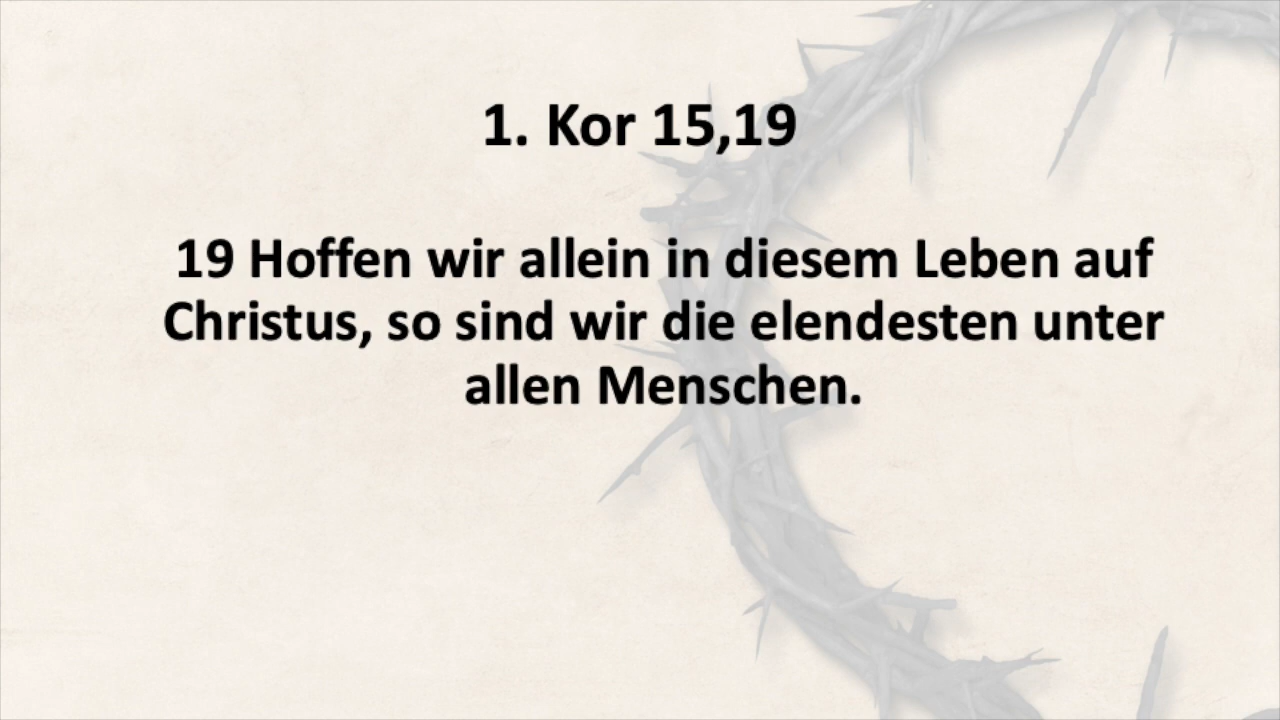 1. Kor 15,19
19 Hoffen wir allein in diesem Leben auf
Christus, so sind wir die elendesten unter
allen Menschen.